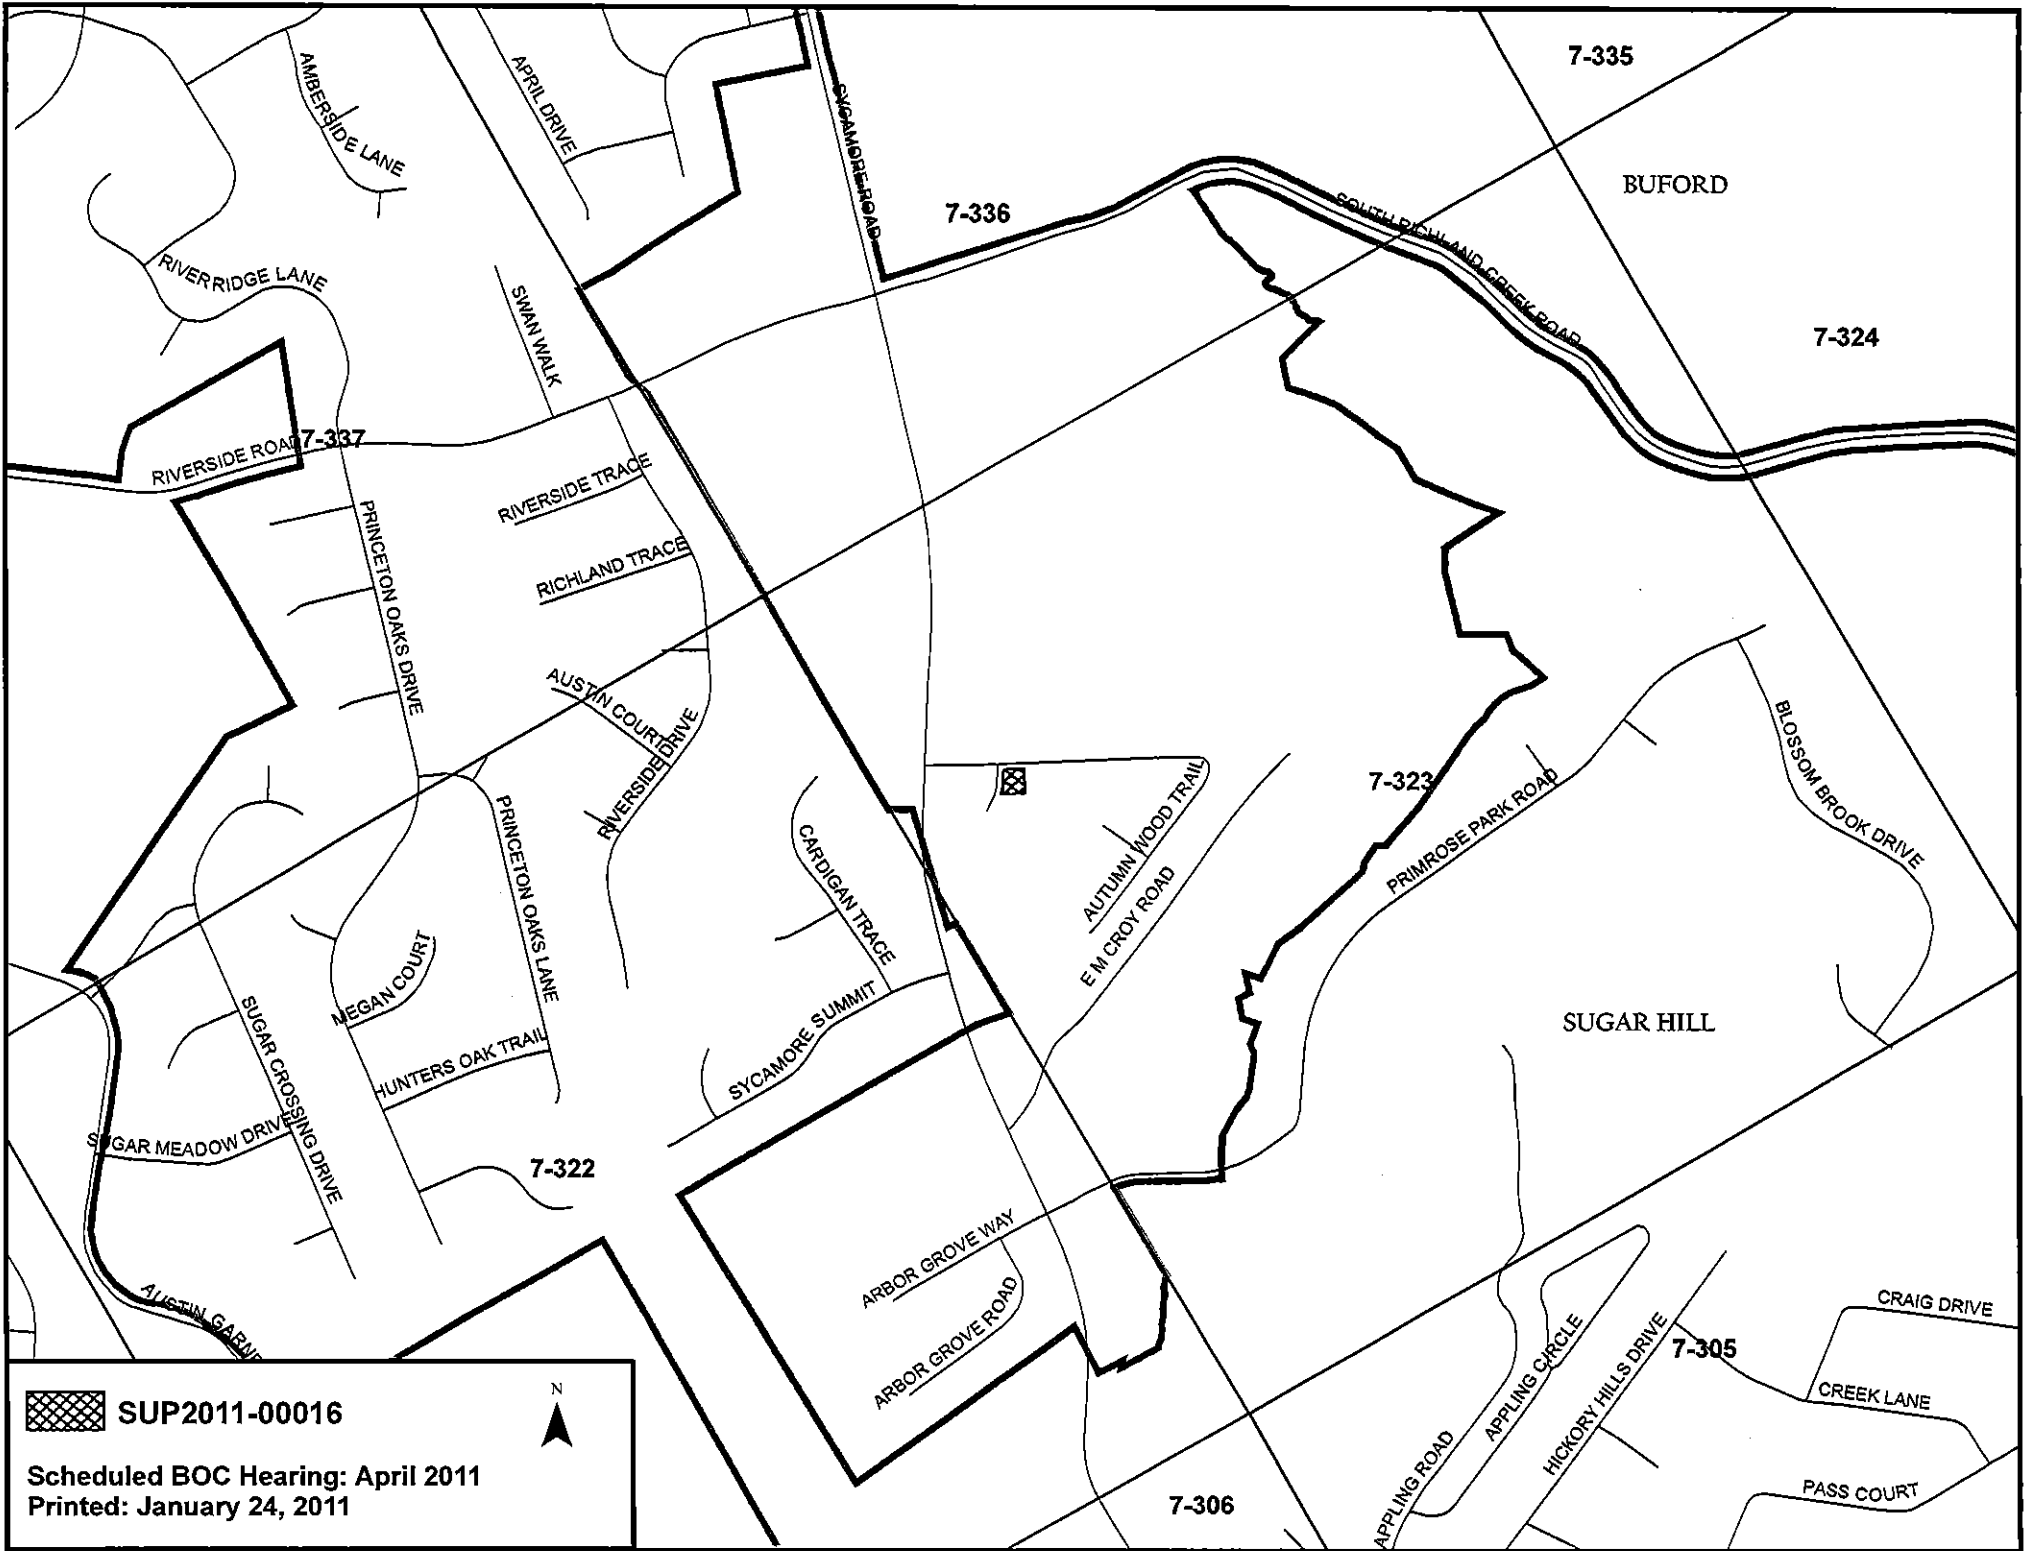 7-335
AMBERSIDE LANE
APRIL DRIVE
SYCAMORE ROAD
BUFORD
7-336
SOUTH RICHLAND CREEK ROAD
RIVERRIDGE LANE
SWAN WALK
7-324
RIVERSIDE ROAD
7-337
RIVERSIDE TRACE
PRINCETON OAKS DRIVE
RICHLAND TRACE
AUSTIN COURT
RIVERSIDE DRIVE
BLOSSOM BROOK DRIVE
7-323
PRIMROSE PARK ROAD
AUTUMN WOOD TRAIL
PRINCETON OAKS LANE
CARDIGAN TRACE
E M CROY ROAD
MEGAN COURT
SUGAR CROSSING DRIVE
SYCAMORE SUMMIT
SUGAR HILL
HUNTERS OAK TRAIL
SUGAR MEADOW DRIVE
7-322
ARBOR GROVE WAY
ARBOR GROVE ROAD
AUSTIN GARNE
CRAIG DRIVE
APPLING CIRCLE
HICKORY HILLS DRIVE
7-305
CREEK LANE
APPLING ROAD
PASS COURT
7-306
N
SUP2011-00016
Scheduled BOC Hearing: April 2011
Printed: January 24, 2011